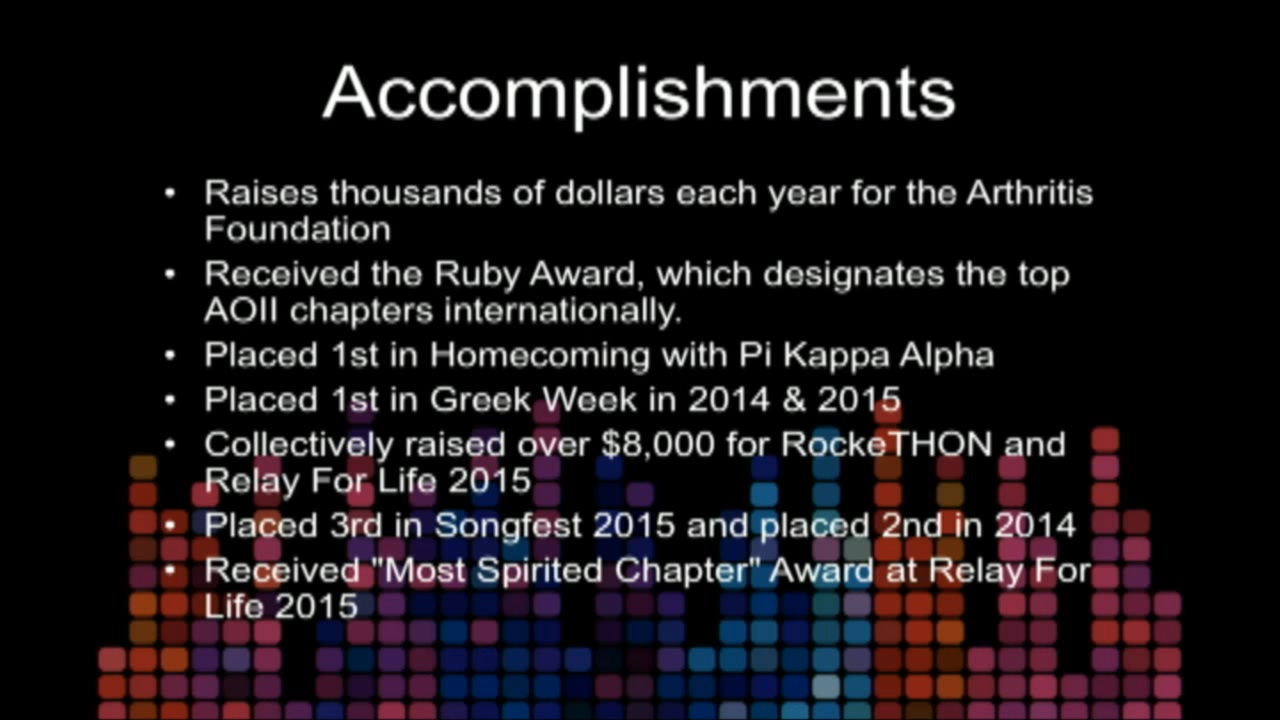 Accomplishments
• Raises thousands of dollars each year for the Arthritis
Foundation
• Received the Ruby Award, which designates the top
AOII chapters internationally.
• Placed 1st in Homecoming with Pi Kappa Alpha
• Placed 1st in Greek Week in 2014 & 2015
• Collectively raised over $8,000 for RockeTHON and
Relay For Life 2015
• Placed 3rd in Songfest 2015 and placed 2nd in 2014
• Received "Most Spirited Chapter" Award at Relay For
Life 2015